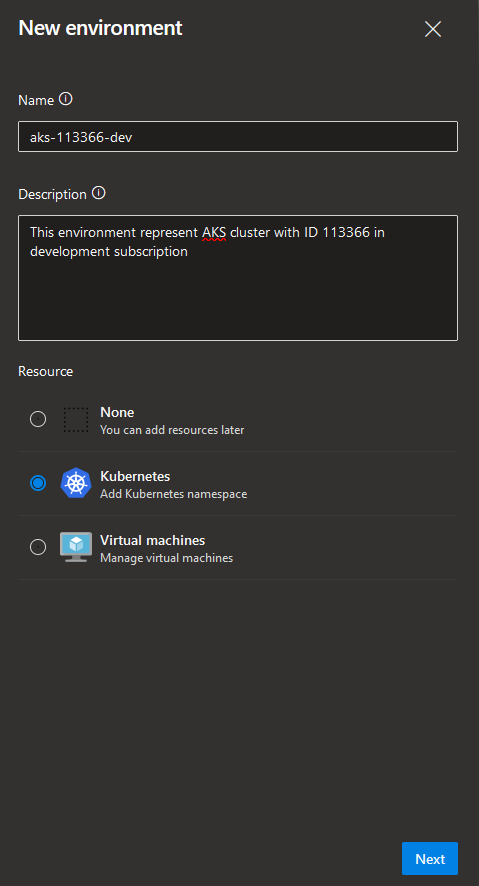 New environment
Name
aks-113366-dev
Description
This environment represent AKS cluster with ID 113366 in
development subscription
Resource
None
You can add resources later
Kubernetes
Add Kubernetes namespace
Virtual machines
Manage virtual machines
Next